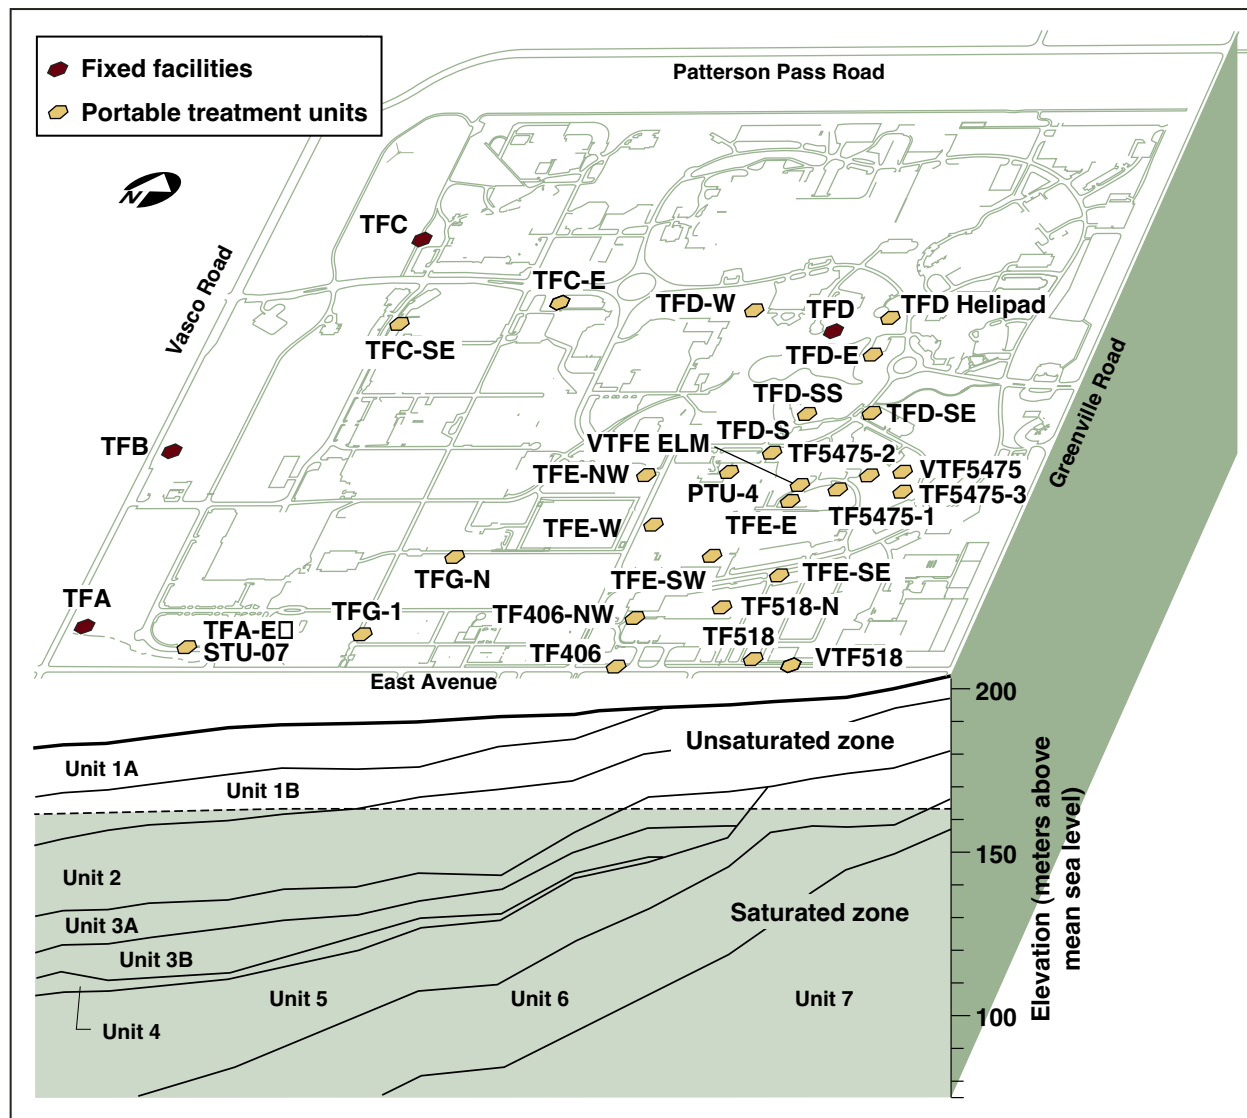 Fixed facilities
Portable treatment units
Patterson Pass Road
N
Vasco Road
Greenville Road
TFC
TFC-E
TFC-SE
TFD-W
TFD
TFD Helipad
TFD-E
TFD-SS
TFD-SE
TFD-S
VTFE ELM
TF5475-2
TFB
TFE-NW
PTU-4
VTF5475
TF5475-3
TF5475-1
TFE-W
TFE-E
TFG-N
TFE-SW
TFE-SE
TFA
TFG-1
TF406-NW
TF518-N
TFA-E□
STU-07
TF406
TF518
VTF518
East Avenue
200
Unsaturated zone
Unit 1A
Unit 1B
150
Unit 2
Saturated zone
Unit 3A
Unit 3B
Unit 5
Unit 6
Unit 7
Unit 4
100
Elevation (meters above
mean sea level)